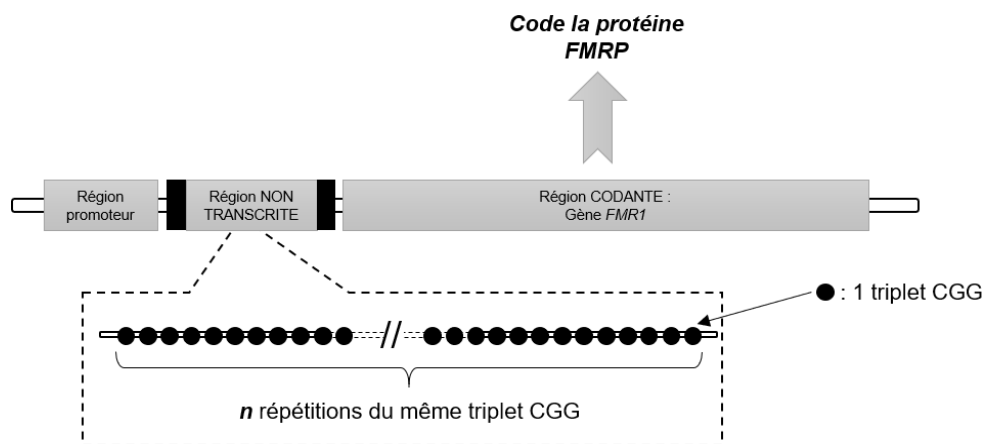 Code la protéine
FMRP
Région
promoteur
Région NON
TRANSCRITE
Région CODANTE :
Gène FMR1
: 1 triplet CGG
//
n répétitions du même triplet CGG